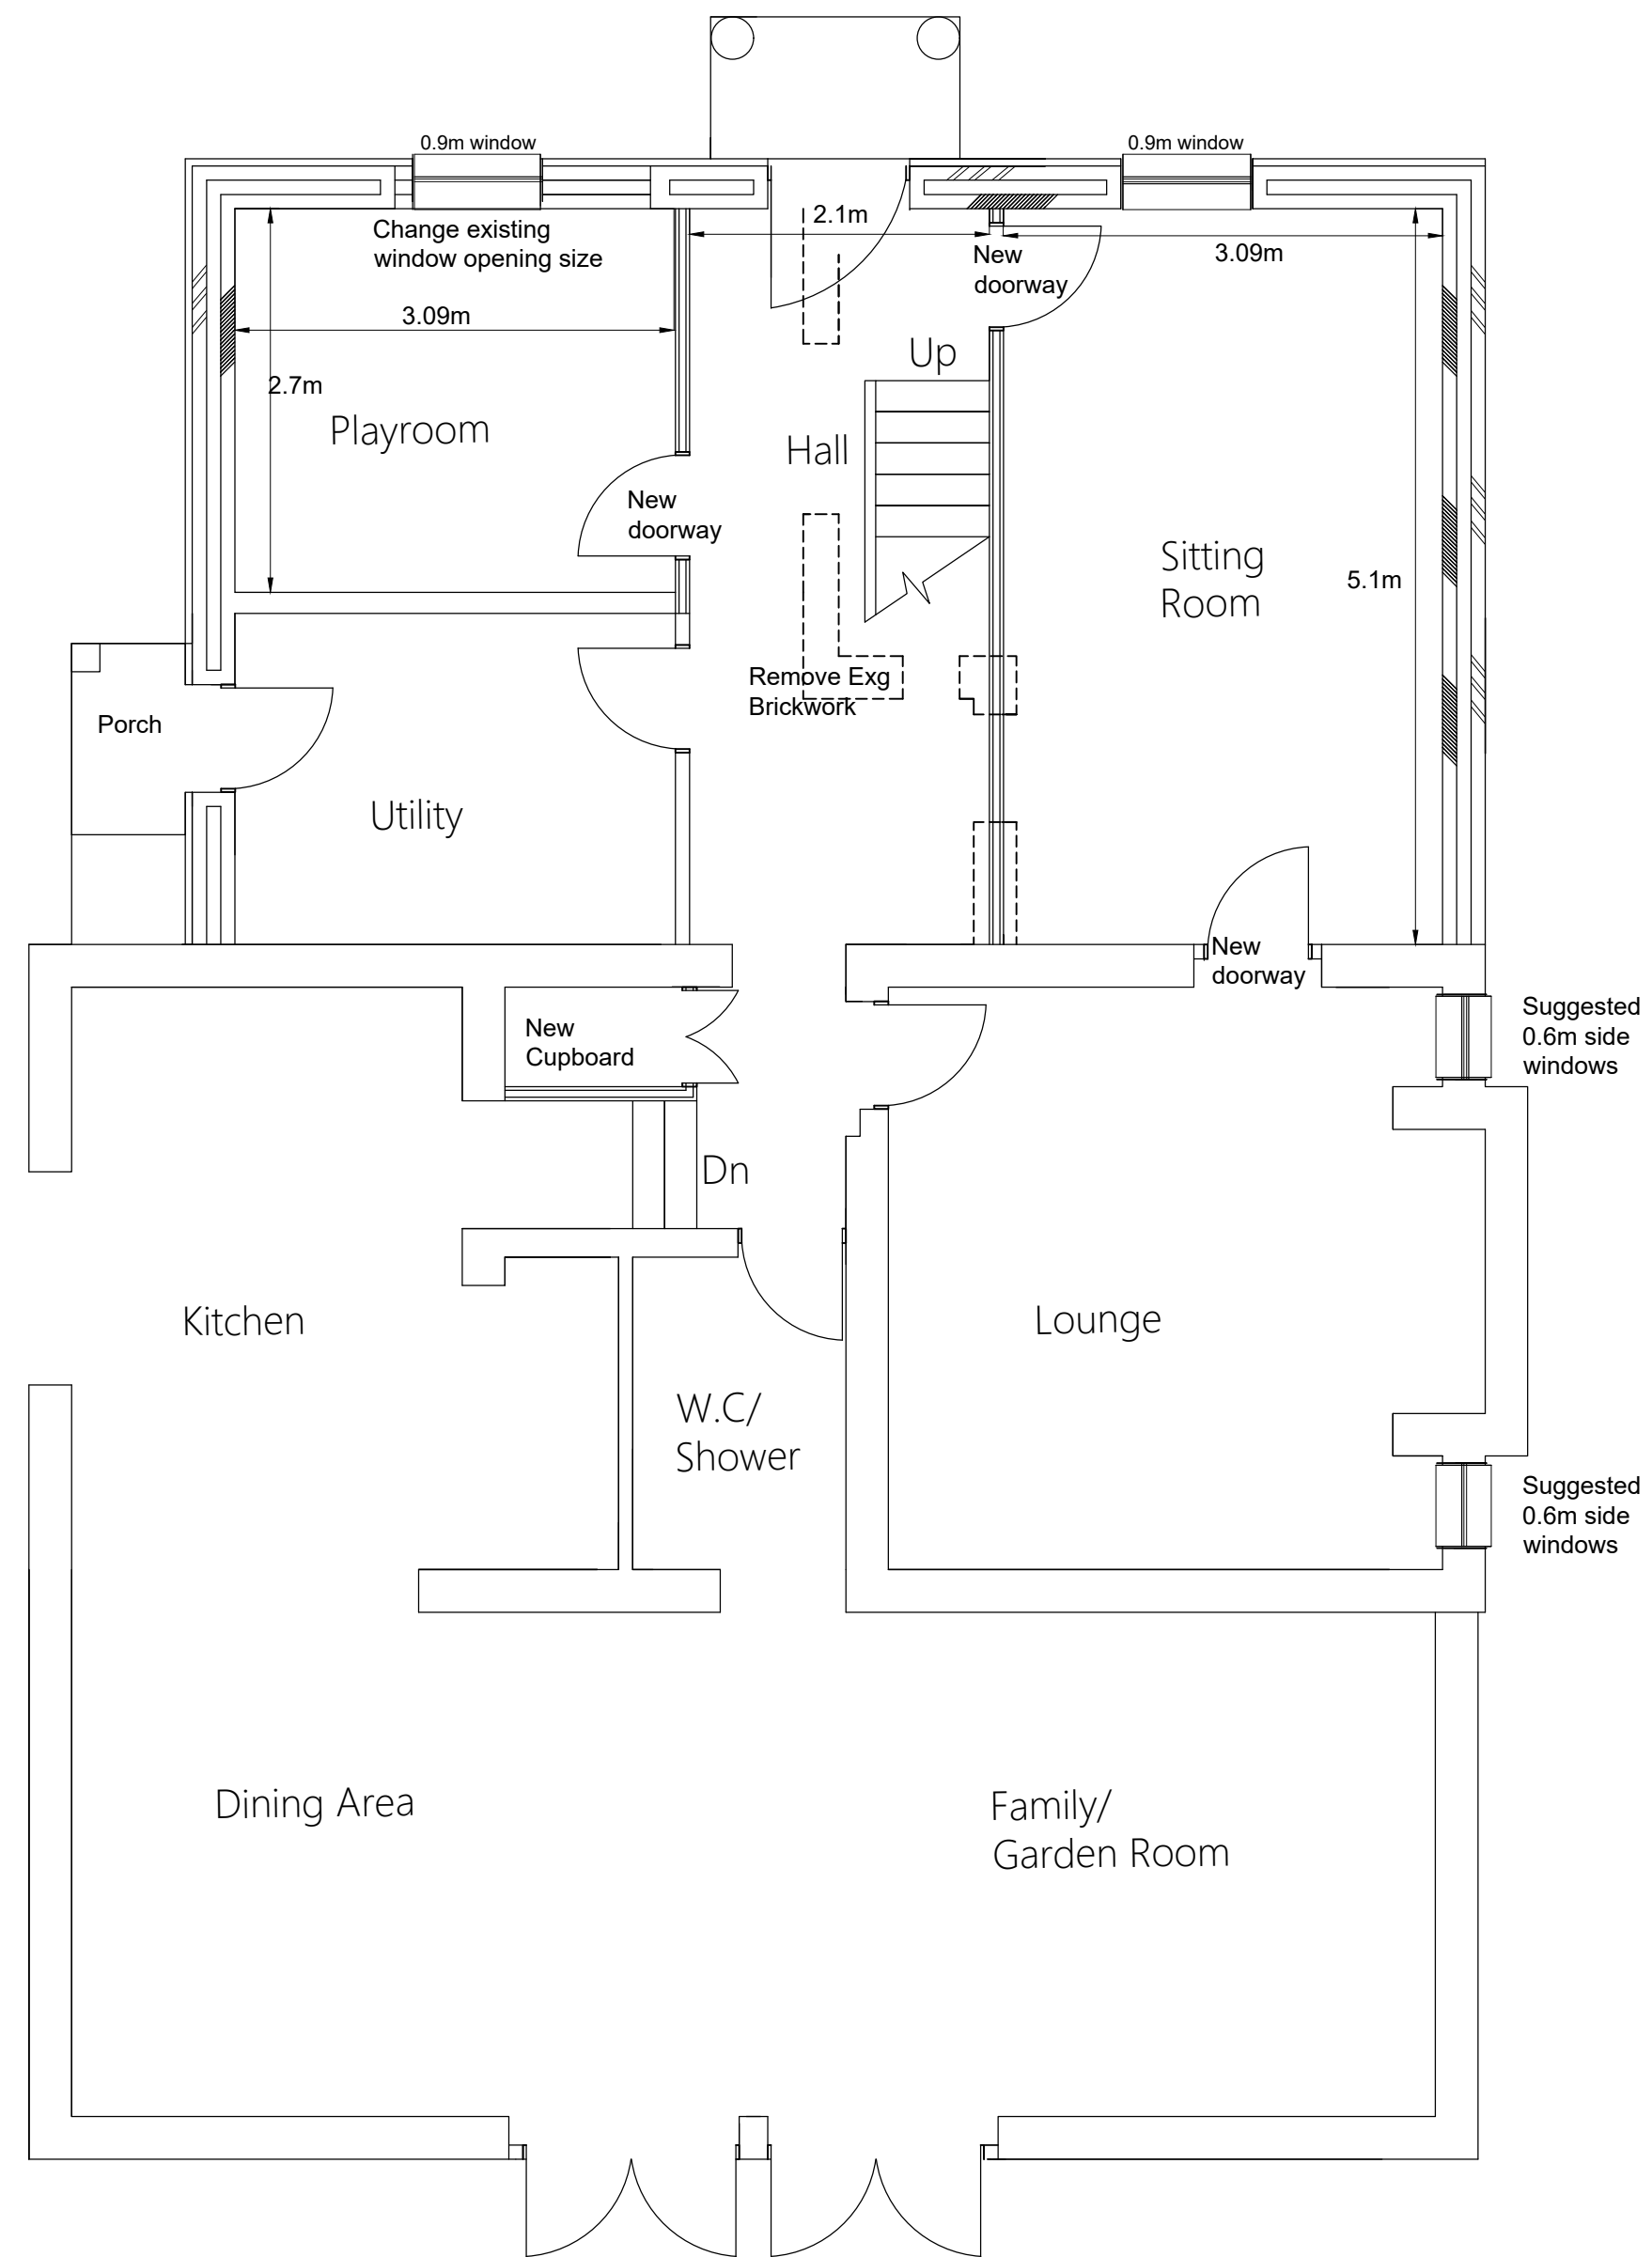 0.9m window
0.9m window
Change existing
window opening size
2.1m
New
doorway
3.09m
3.09m
Up
2.7m
Playroom
Hall
New
doorway
Sitting
Room
5.1m
Remove Exg
Brickwork
Porch
Utility
New
doorway
New
Cupboard
Suggested
0.6m side
windows
Dn
Kitchen
Lounge
W.C/
Shower
Suggested
0.6m side
windows
Dining Area
Family/
Garden Room